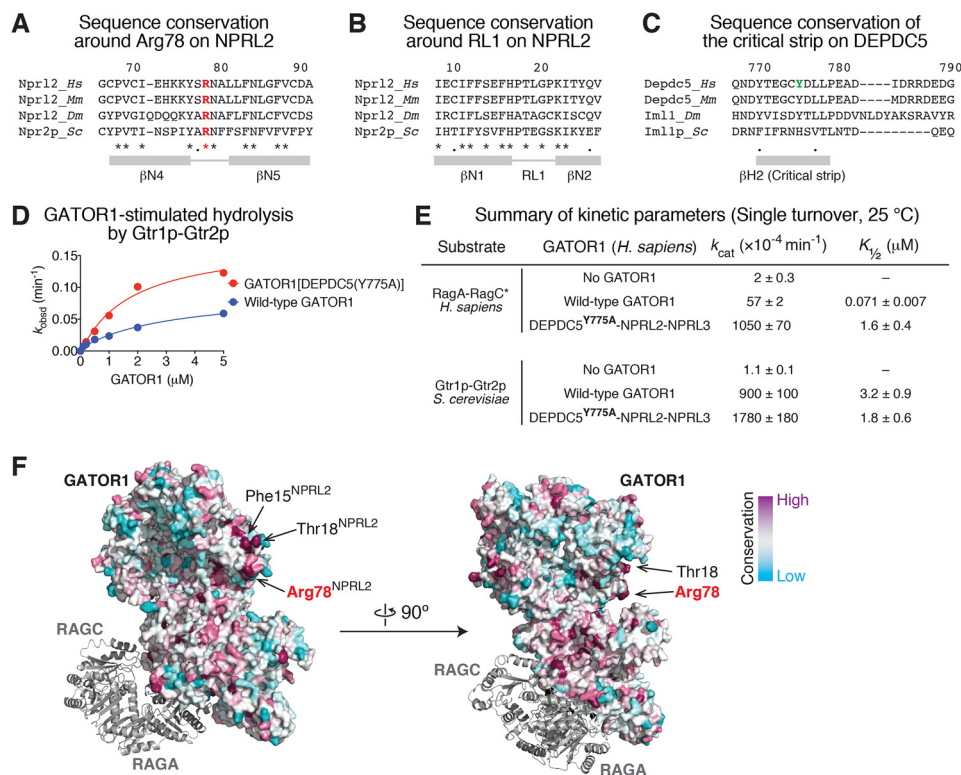 A Sequence conservation around Arg78 on NPRL2
70 80 90
Nprl2_Hs GCPVCI-EHKKYSRNALLFNLGFVCDA
Nprl2_Mm GCPVCI-EHKKYSRNALLFNLGFVCDA
Nprl2_Dm GYPVGIQDQQKYARNAFLFNLCFVCDS
Npr2p_Sc CYPVTI-NSPIYARNFFSFNFVFVFPY
βN4 βN5
B Sequence conservation around RL1 on NPRL2
10 20
Nprl2_Hs IECIFFSEFHPTLGPKITYQV
Nprl2_Mm IECIFFSEFHPTLGPKITYQV
Nprl2_Dm IRCIFLAEFHATAGCKISCQV
Npr2p_Sc IHTIFYSVFHPTEGSKIKYEF
βN1 RL1 βN2
C Sequence conservation of the critical strip on DEPDC5
770 780 790
Depdc5_Hs QNDYTEGCYDLLPEAD----IDRRDEDG
Depdc5_Mm QNDYTEGCYDLLPEAD----IDRRDEEG
Iml1_Dm QNDYVISDYTLLPDDVNLDYAKSRAVYR
Iml1p_Sc DRNFIFRNHSVTLNTD---------QEQ
βH2 (Critical strip)
D GATOR1-stimulated hydrolysis by Gtr1p-Gtr2p
kobsd (min-1)
0.15
0.10
0.05
0.00
0 1 2 3 4 5
GATOR1 (μM)
GATOR1[DEPDC5(Y775A)]
Wild-type GATOR1
E Summary of kinetic parameters (Single turnover, 25 °C)
Substrate GATOR1 (H. sapiens) kcat (×10-4 min-1) K½ (μM)
RagA-RagC* H. sapiens
No GATOR1 2 ± 0.3 –
Wild-type GATOR1 57 ± 2 0.071 ± 0.007
DEPDC5Y775A-NPRL2-NPRL3 1050 ± 70 1.6 ± 0.4
Gtr1p-Gtr2p S. cerevisiae
No GATOR1 1.1 ± 0.1 –
Wild-type GATOR1 900 ± 100 3.2 ± 0.9
DEPDC5Y775A-NPRL2-NPRL3 1780 ± 180 1.8 ± 0.6
F
GATOR1
Phe15NPRL2
Thr18NPRL2
Arg78NPRL2
RAGC
RAGA
90º
GATOR1
Thr18
Arg78
RAGC
RAGA
Conservation
High
Low